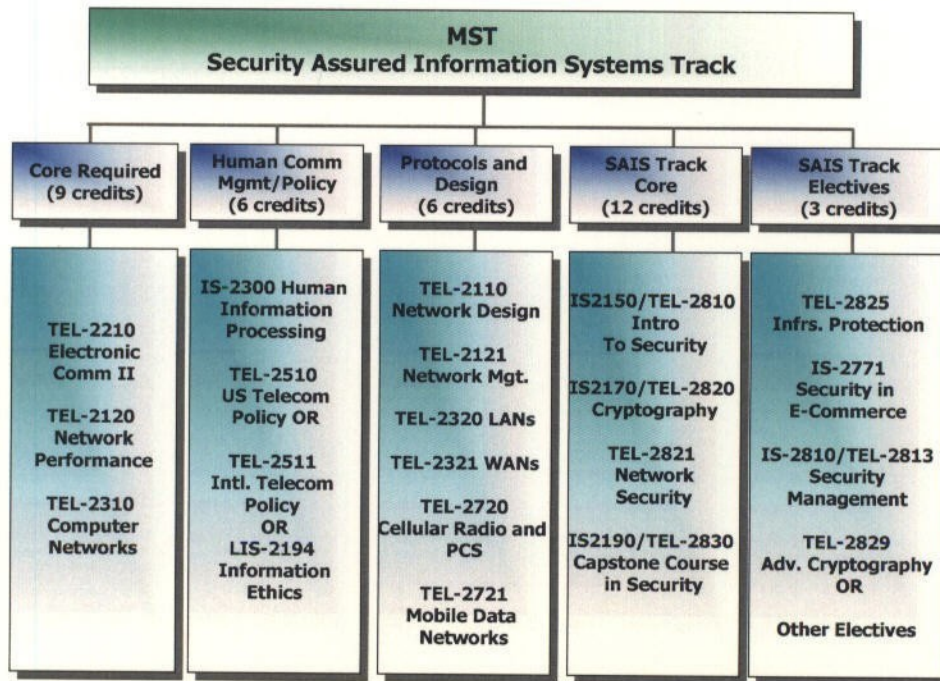 MST
Security Assured Information Systems Track
Core Required
(9 credits)
Human Comm
Mgmt/Policy
(6 credits)
Protocols and
Design
(6 credits)
SAIS Track
Core
(12 credits)
SAIS Track
Electives
(3 credits)
TEL-2210
Electronic
Comm II
TEL-2120
Network
Performance
TEL-2310
Computer
Networks
IS-2300 Human
Information
Processing
TEL-2510
US Telecom
Policy OR
TEL-2511
Intl. Telecom
Policy
OR
LIS-2194
Information
Ethics
TEL-2110
Network Design
TEL-2121
Network Mgt.
TEL-2320 LANs
TEL-2321 WANs
TEL-2720
Cellular Radio and
PCS
TEL-2721
Mobile Data
Networks
IS2150/TEL-2810
Intro
To Security
IS2170/TEL-2820
Cryptography
TEL-2821
Network
Security
IS2190/TEL-2830
Capstone Course
in Security
TEL-2825
Infrs. Protection
IS-2771
Security in
E-Commerce
IS-2810/TEL-2813
Security
Management
TEL-2829
Adv. Cryptography
OR
Other Electives